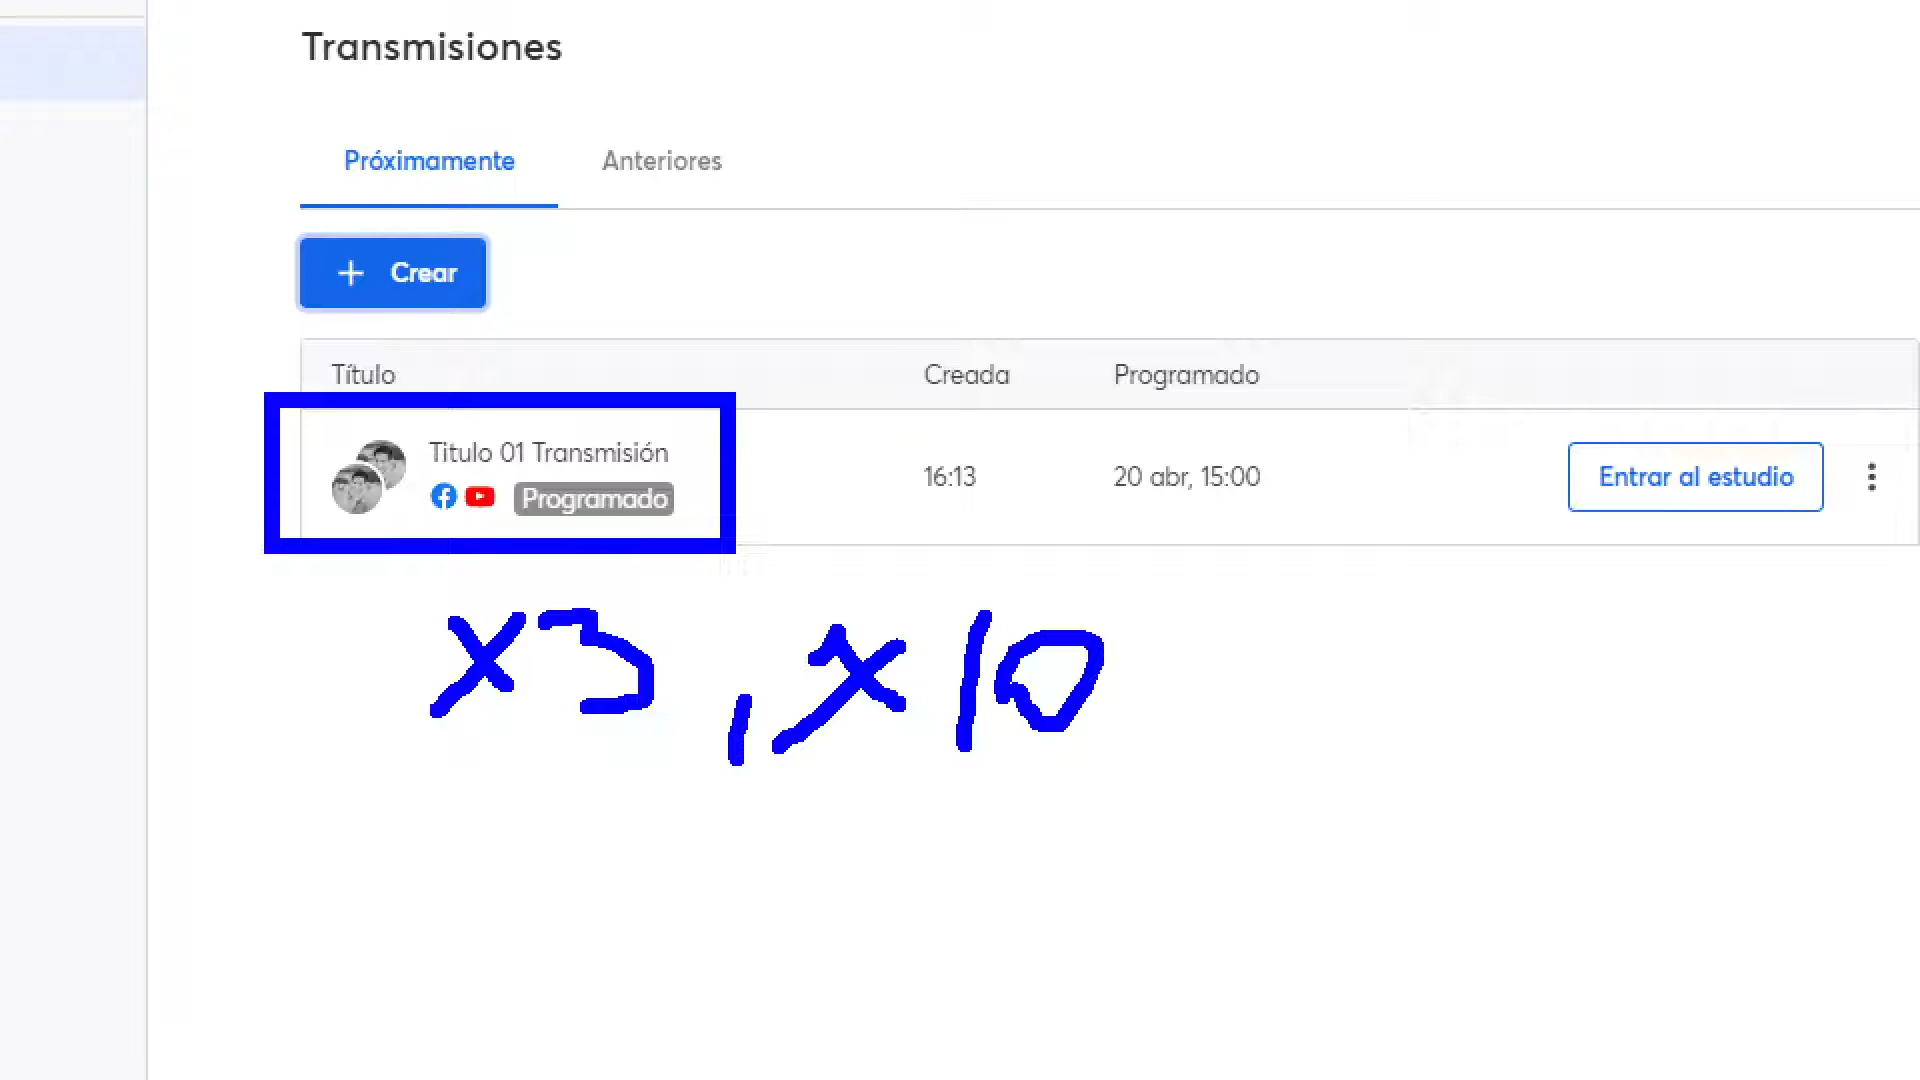 Transmisiones
Próximamente Anteriores
+ Crear
Título Creada Programado
Titulo 01 Transmisión 16:13 20 abr, 15:00 Entrar al estudio
Programado
x3, x10